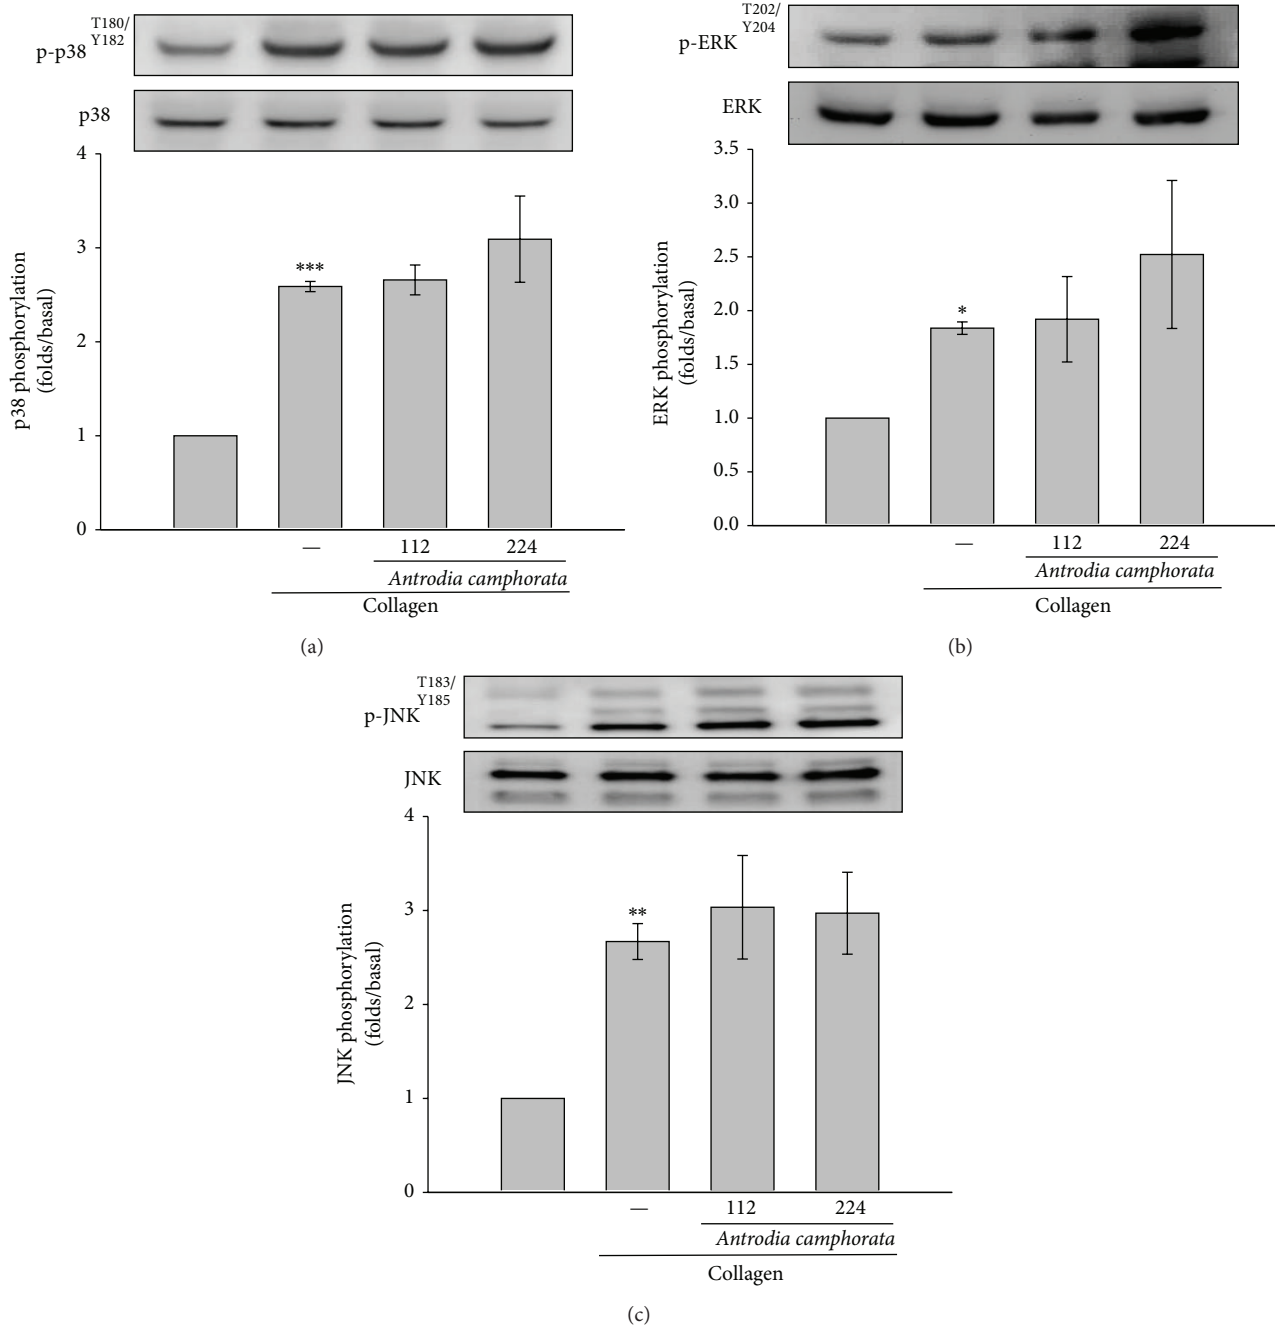 T180/
Y182
p-p38
p38
4
3
2
1
0
p38 phosphorylation
(folds/basal)
***
— 112 224
Antrodia camphorata
Collagen
(a)
T202/
Y204
p-ERK
ERK
3.5
3.0
2.5
2.0
1.5
1.0
0.5
0.0
ERK phosphorylation
(folds/basal)
*
— 112 224
Antrodia camphorata
Collagen
(b)
T183/
Y185
p-JNK
JNK
4
3
2
1
0
JNK phosphorylation
(folds/basal)
**
— 112 224
Antrodia camphorata
Collagen
(c)